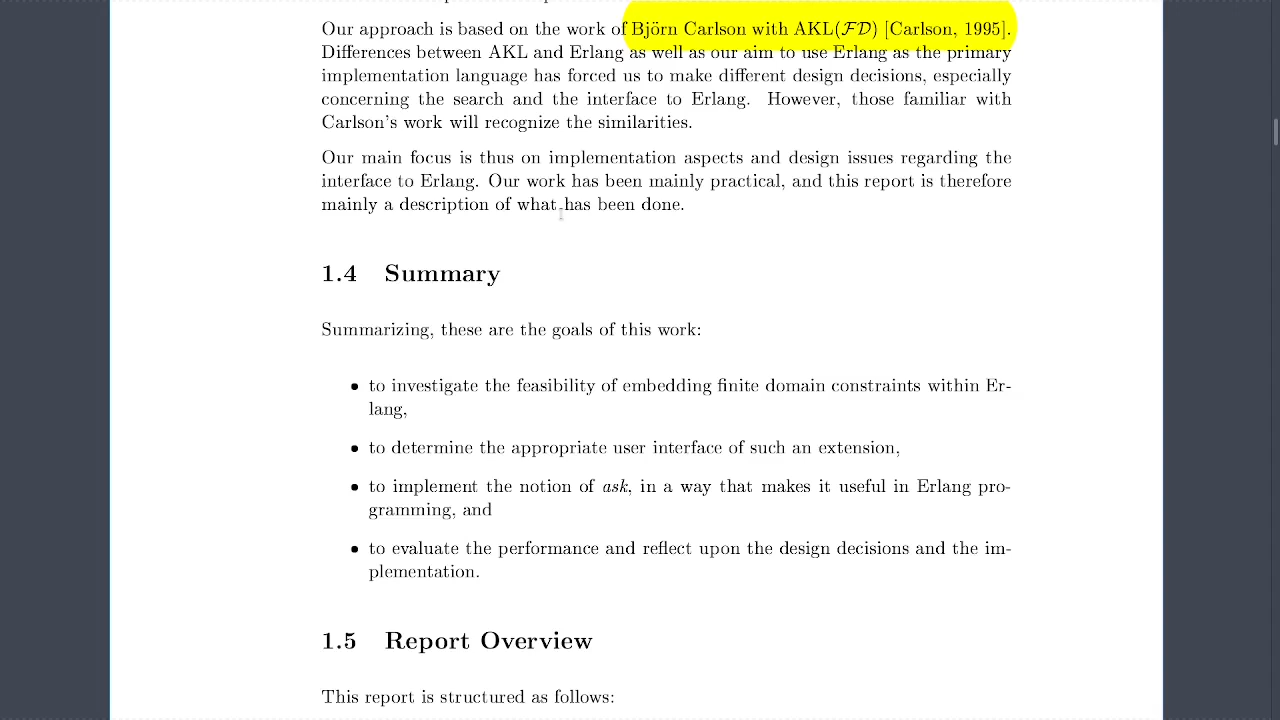 Our approach is based on the work of Björn Carlson with AKL(FD) [Carlson, 1995].
Differences between AKL and Erlang as well as our aim to use Erlang as the primary
implementation language has forced us to make different design decisions, especially
concerning the search and the interface to Erlang. However, those familiar with
Carlson's work will recognize the similarities.
Our main focus is thus on implementation aspects and design issues regarding the
interface to Erlang. Our work has been mainly practical, and this report is therefore
mainly a description of what has been done.
1.4 Summary
Summarizing, these are the goals of this work:
• to investigate the feasibility of embedding finite domain constraints within Er-
lang,
• to determine the appropriate user interface of such an extension,
• to implement the notion of ask, in a way that makes it useful in Erlang pro-
gramming, and
• to evaluate the performance and reflect upon the design decisions and the im-
plementation.
1.5 Report Overview
This report is structured as follows: